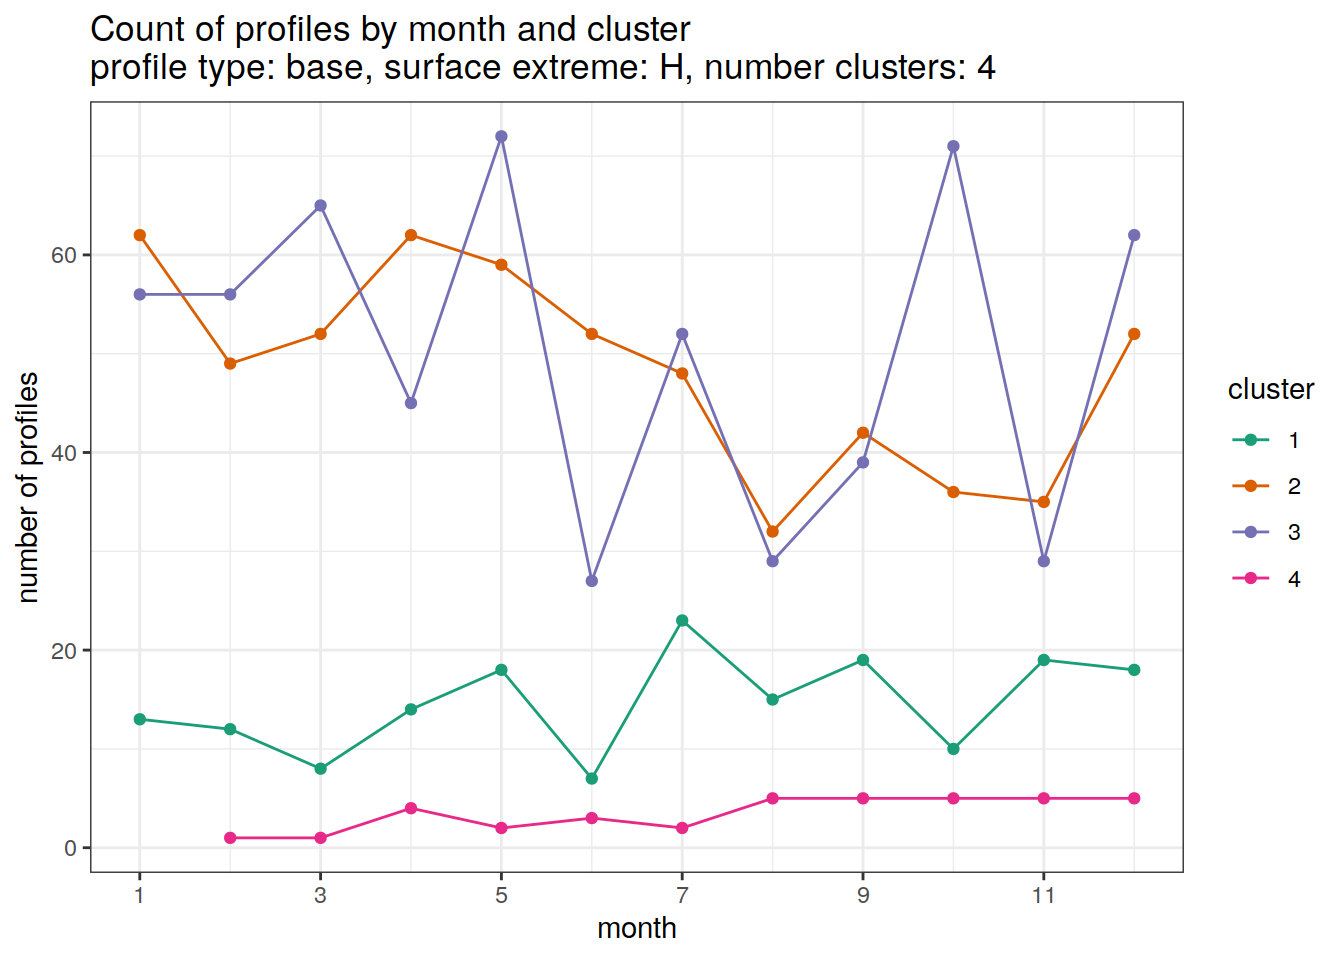 Count of profiles by month and cluster
profile type: base, surface extreme: H, number clusters: 4
number of profiles
60
40
20
0
1 3 5 7 9 11
month
cluster
1
2
3
4